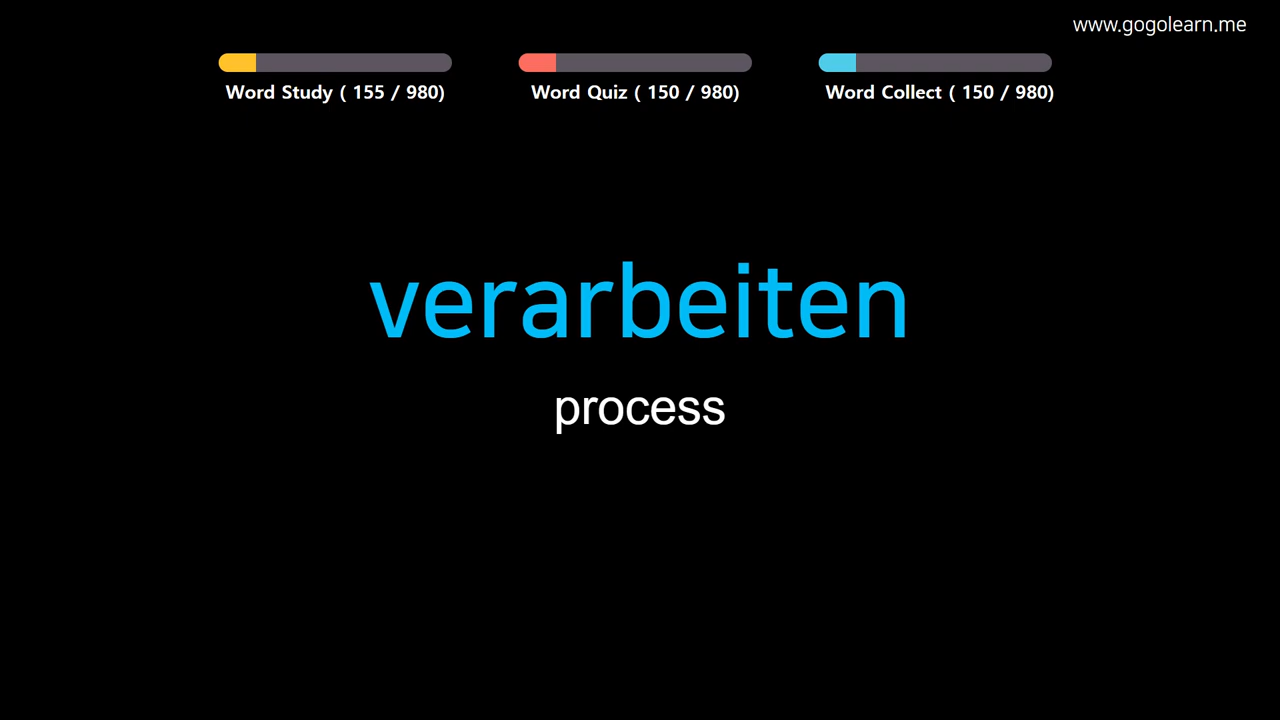 www.gogolearn.me
Word Study ( 155 / 980)
Word Quiz ( 150 / 980)
Word Collect ( 150 / 980)
verarbeiten
process